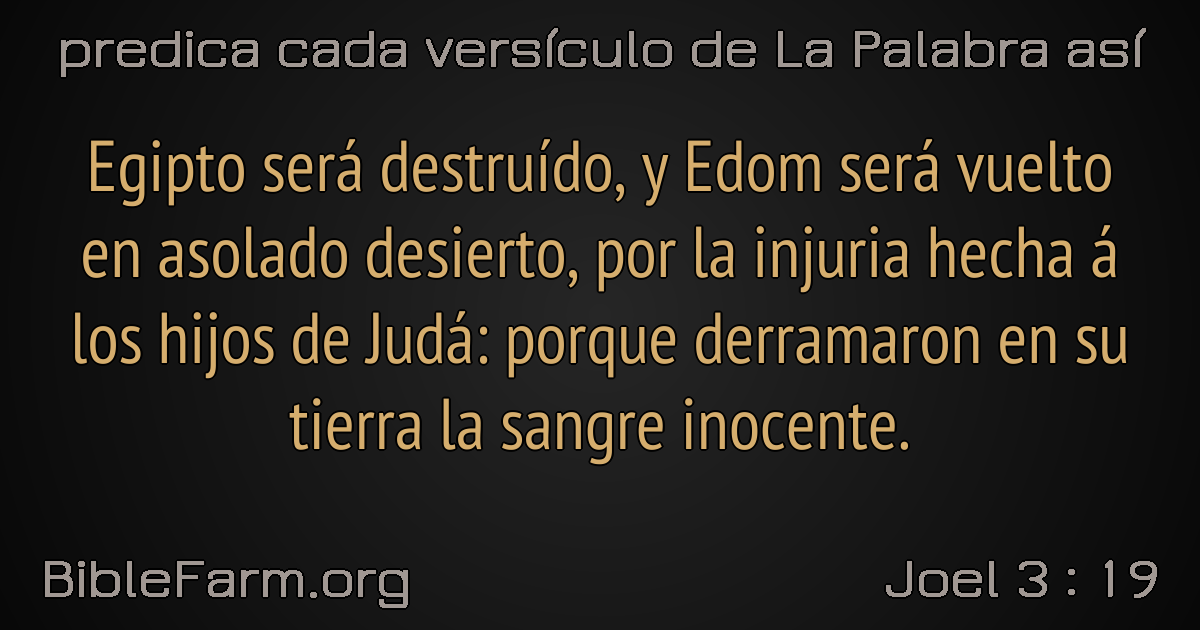 predica cada versículo de La Palabra así
Egipto será destruído, y Edom será vuelto
en asolado desierto, por la injuria hecha á
los hijos de Judá: porque derramaron en su
tierra la sangre inocente.
BibleFarm.org
Joel 3 : 19